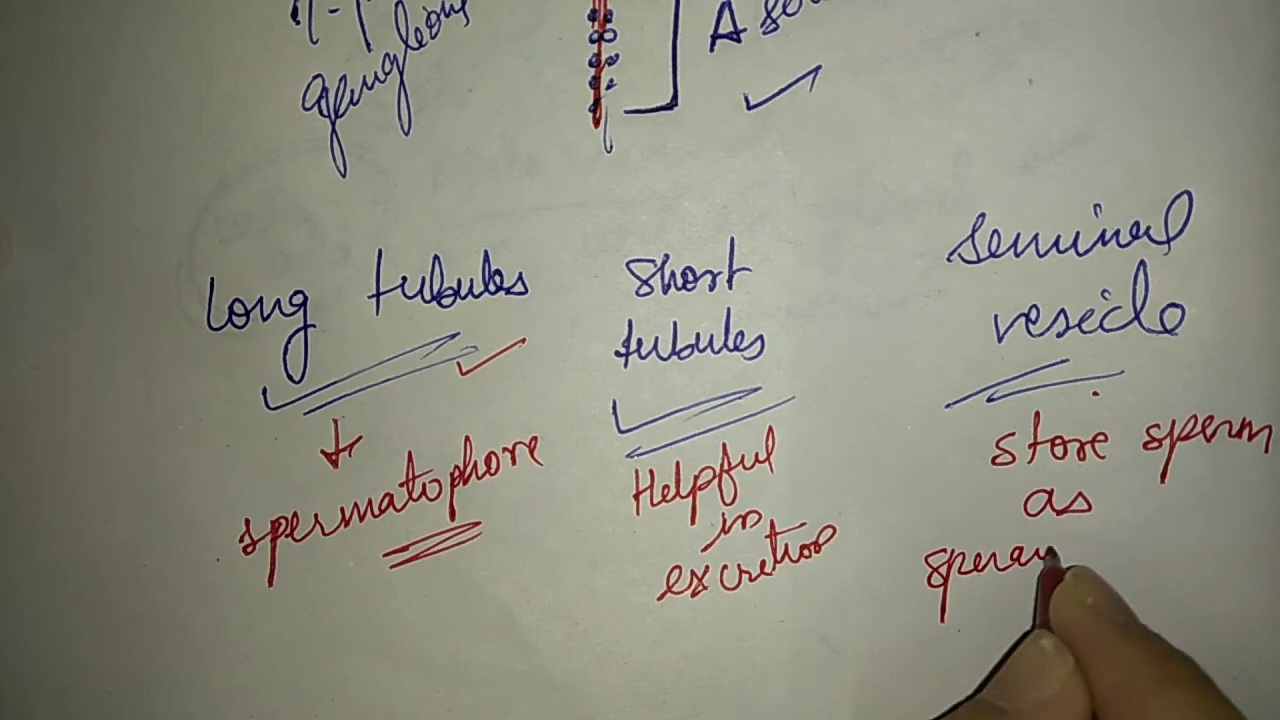 ganglions
A
long tubules
spermatophore
short
tubules
Helpful
in
excretion
seminal
vesicle
store sperm
as